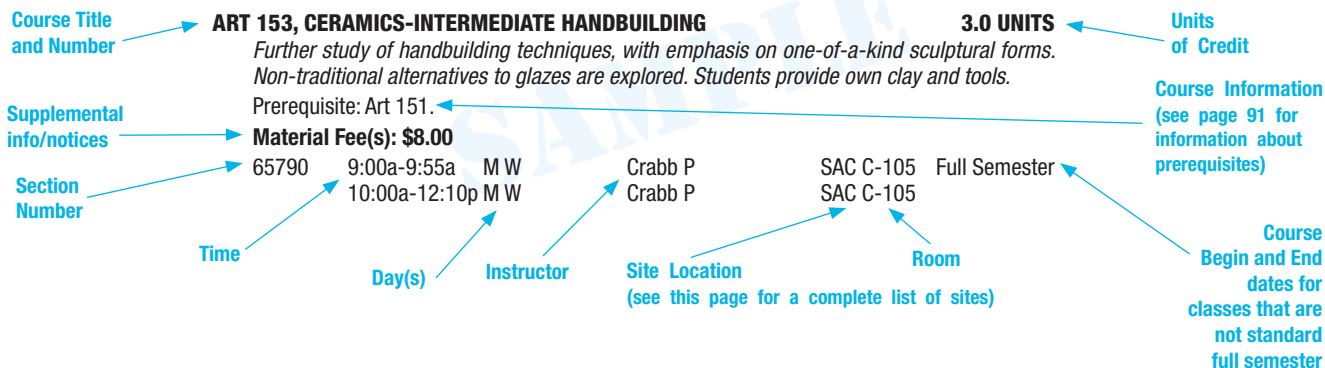 Course Title
and Number
ART 153, CERAMICS-INTERMEDIATE HANDBUILDING 3.0 UNITS
Units
of Credit
Further study of handbuilding techniques, with emphasis on one-of-a-kind sculptural forms.
Non-traditional alternatives to glazes are explored. Students provide own clay and tools.
Prerequisite: Art 151.
Course Information
(see page 91 for
information about
prerequisites)
Supplemental
info/notices
Material Fee(s): $8.00
SAMPLE
65790 9:00a-9:55a M W Crabb P SAC C-105 Full Semester
10:00a-12:10p M W Crabb P SAC C-105
Section
Number
Time
Day(s)
Instructor
Site Location
(see this page for a complete list of sites)
Room
Course
Begin and End
dates for
classes that are
not standard
full semester